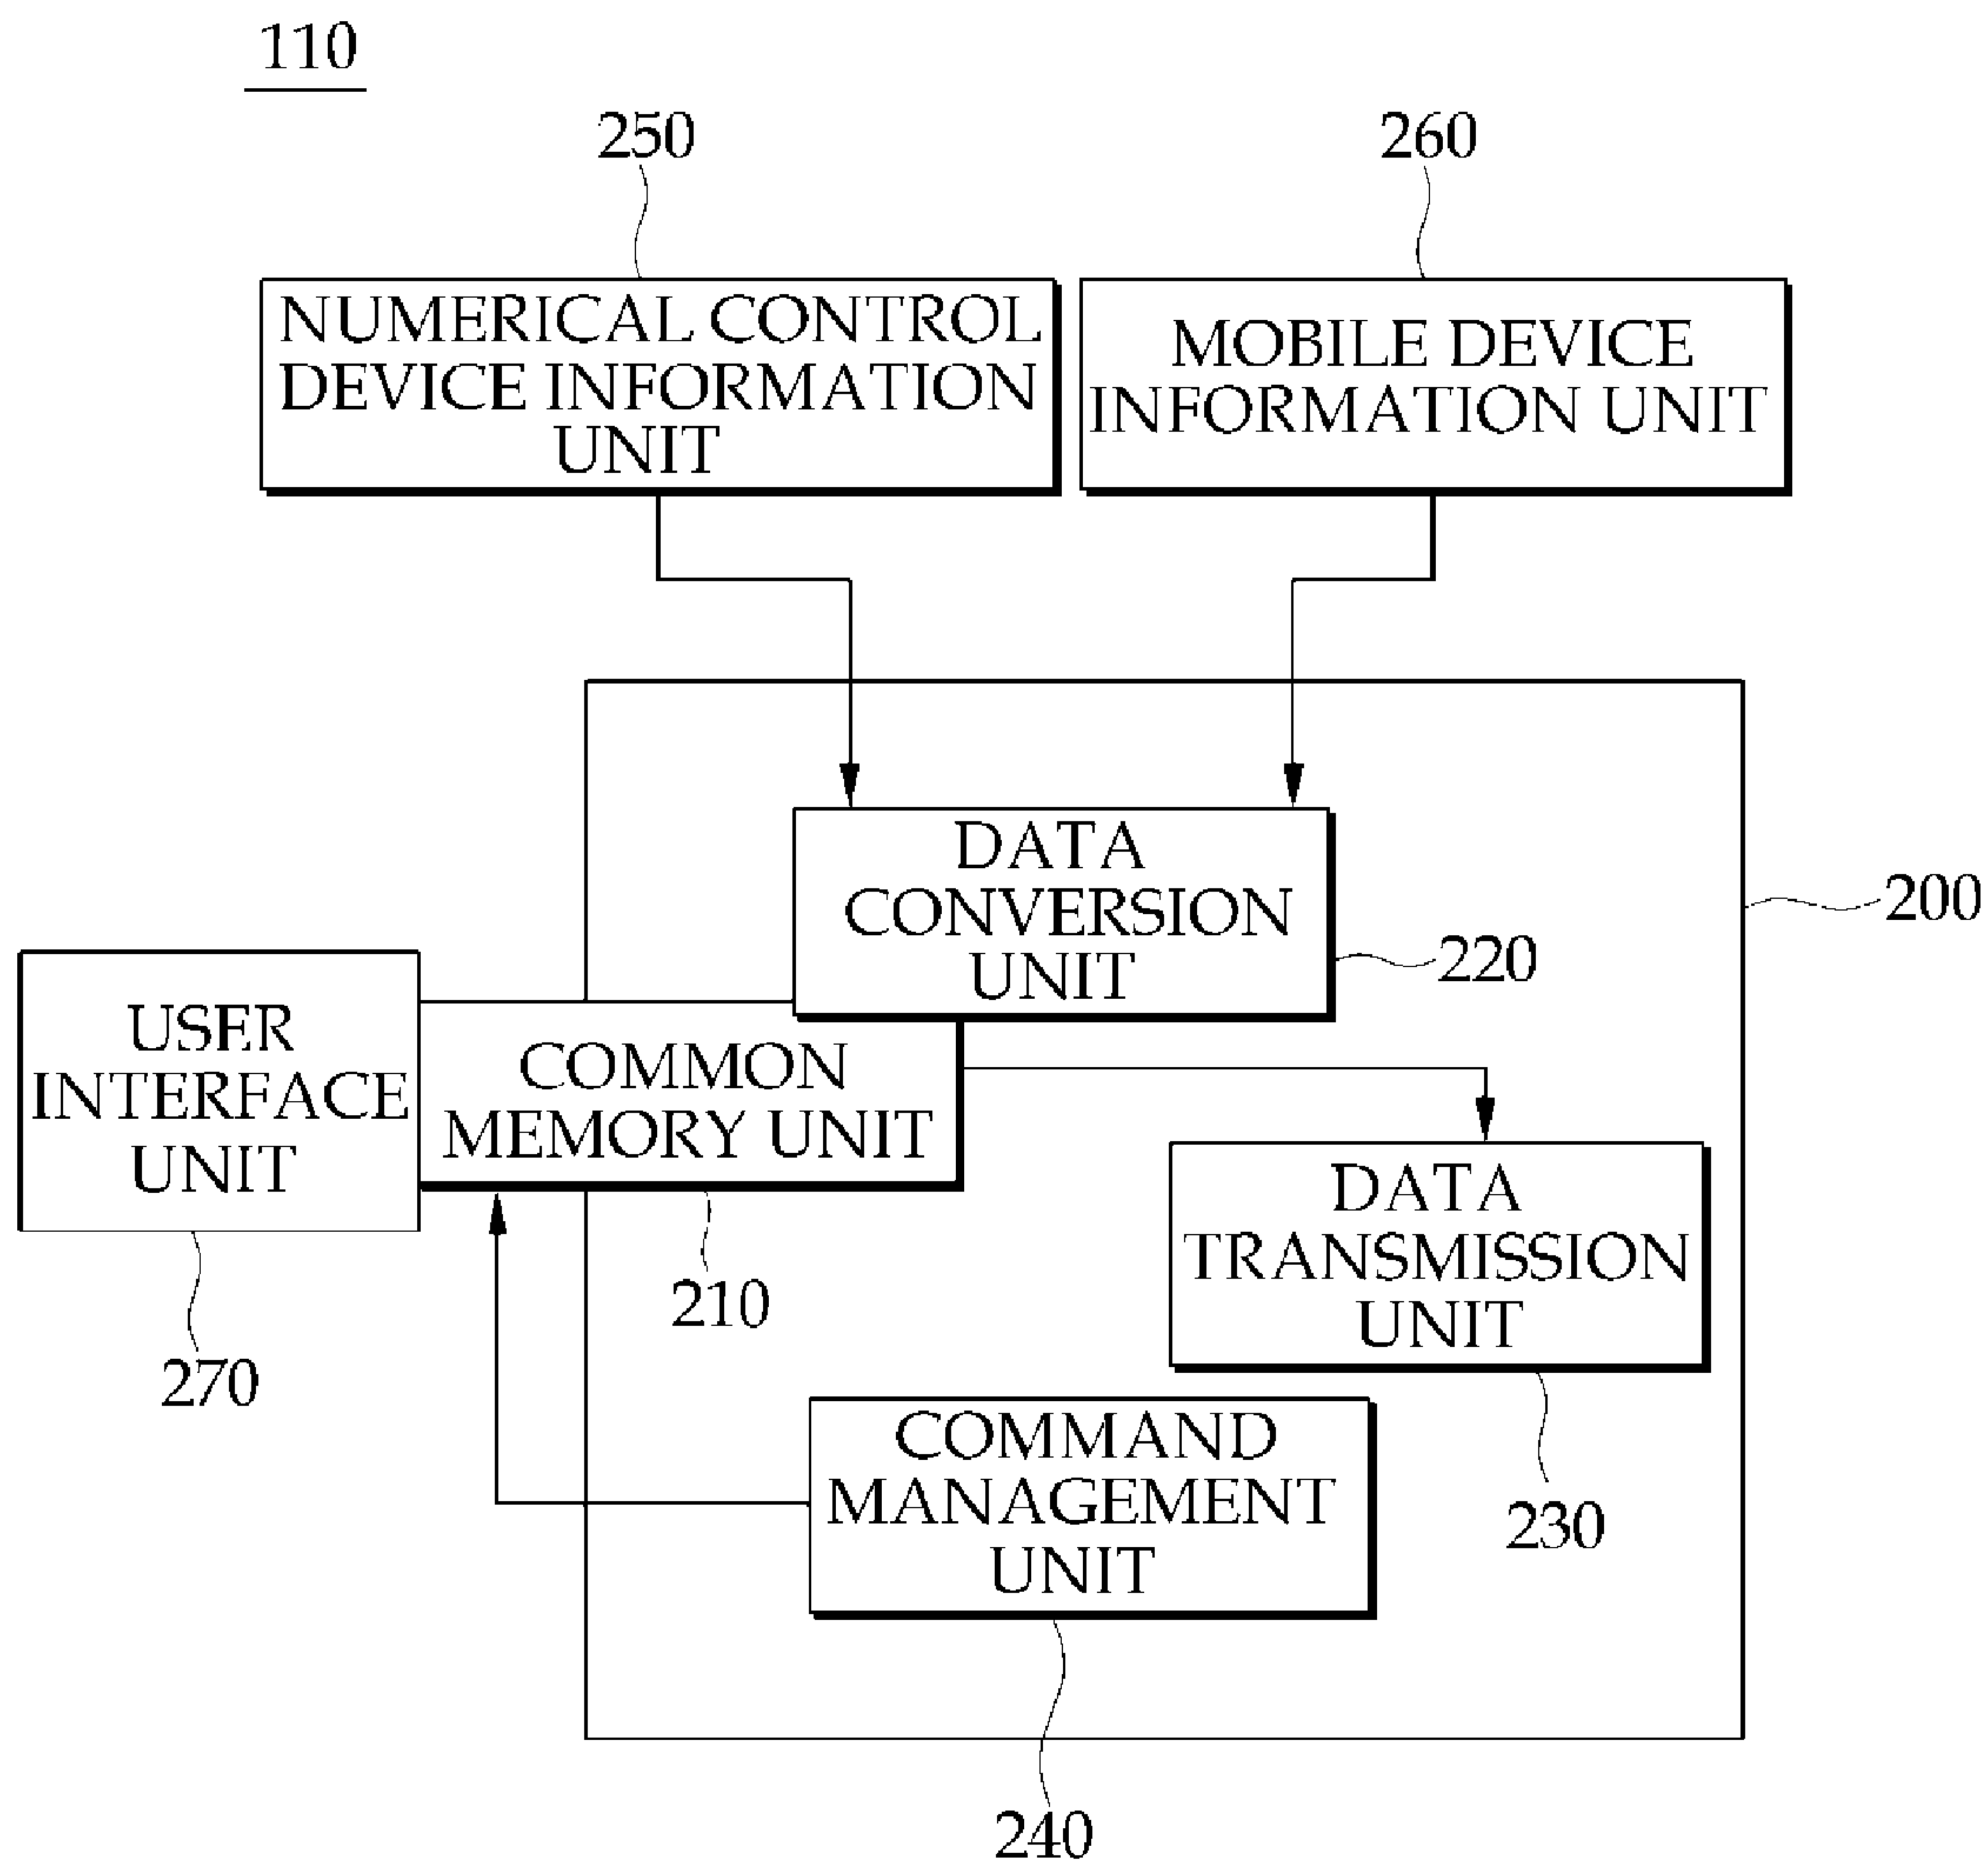 110
250
260
NUMERICAL CONTROL
DEVICE INFORMATION
UNIT
MOBILE DEVICE
INFORMATION UNIT
DATA
CONVERSION
UNIT
200
220
USER
INTERFACE
UNIT
COMMON
MEMORY UNIT
DATA
TRANSMISSION
UNIT
210
270
COMMAND
MANAGEMENT
UNIT
230
240